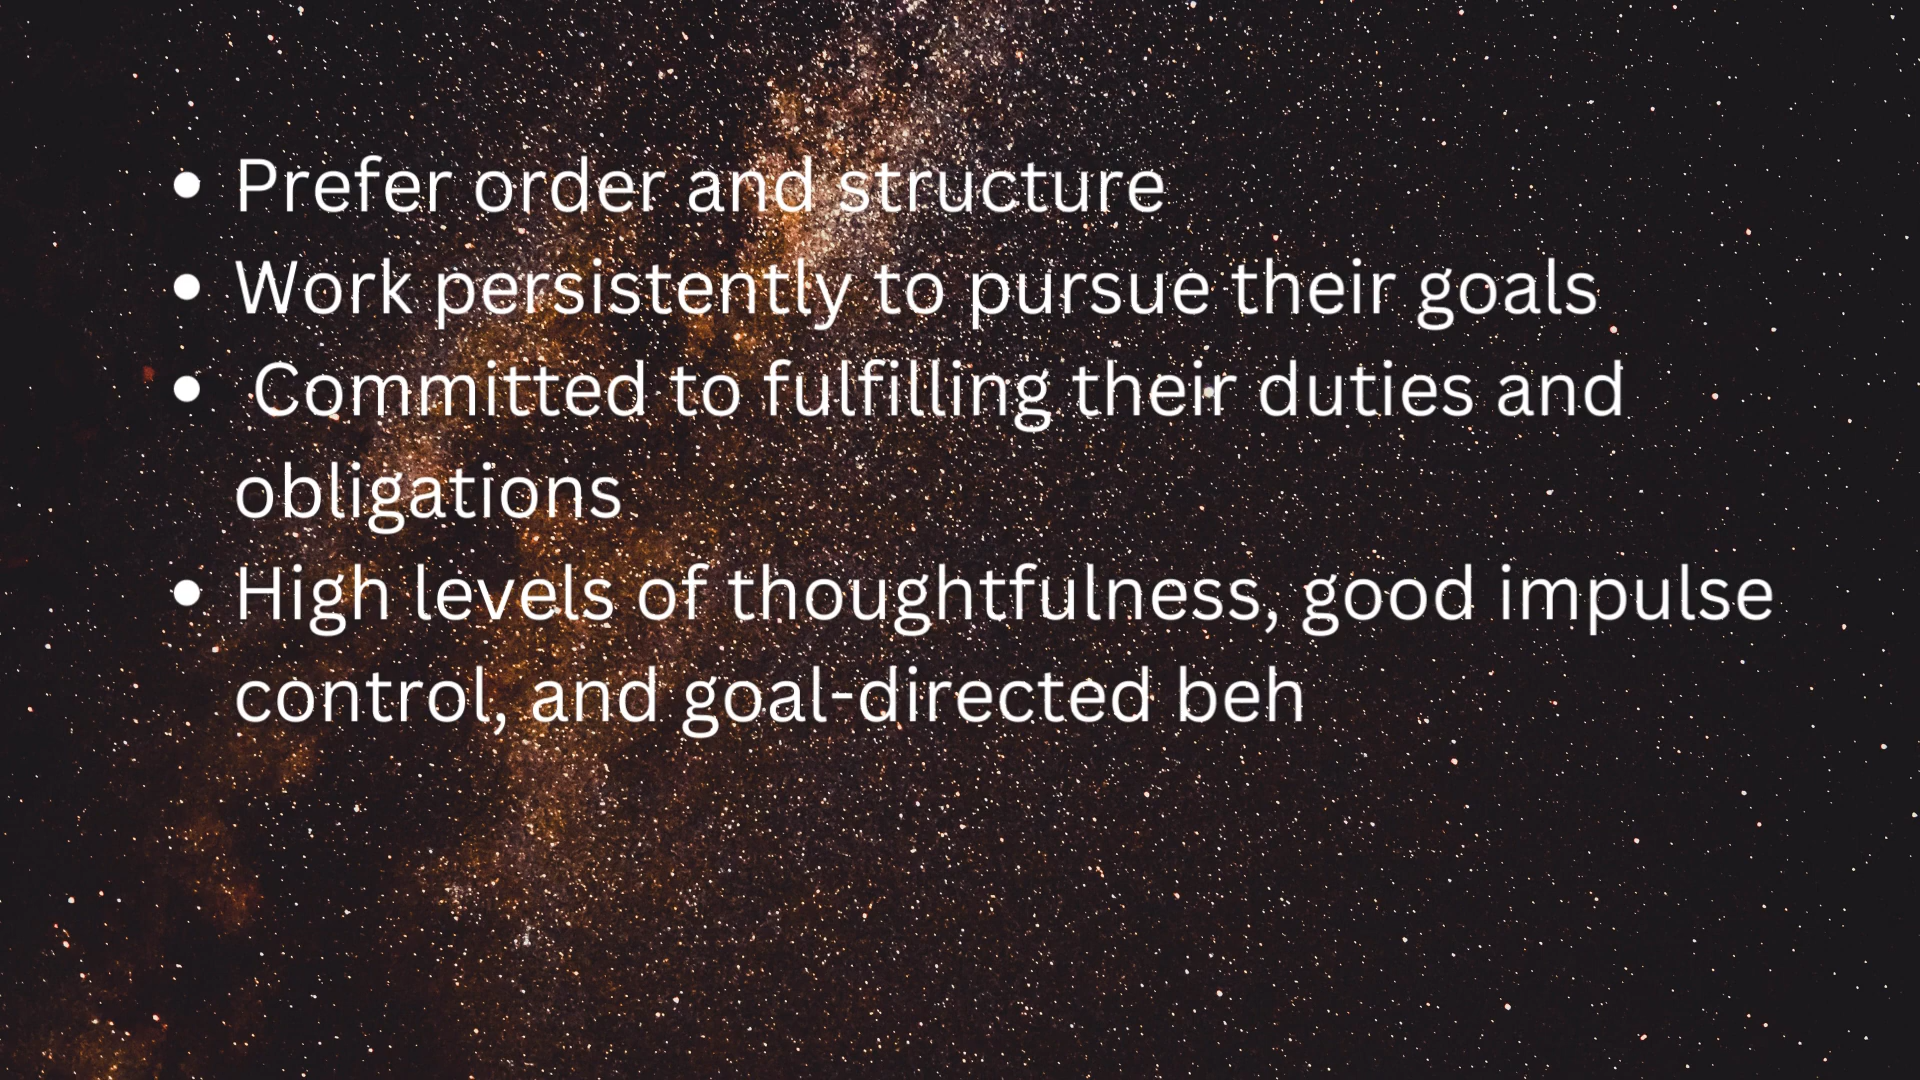 • Prefer order and structure
• Work persistently to pursue their goals
• Committed to fulfilling their duties and
obligations
• High levels of thoughtfulness, good impulse
control, and goal-directed beh